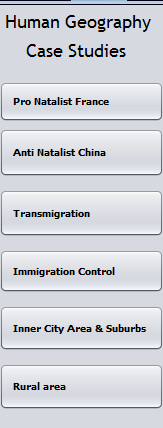 Human Geography
Case Studies
Pro Natalist France
Anti Natalist China
Transmigration
Immigration Control
Inner City Area & Suburbs
Rural area